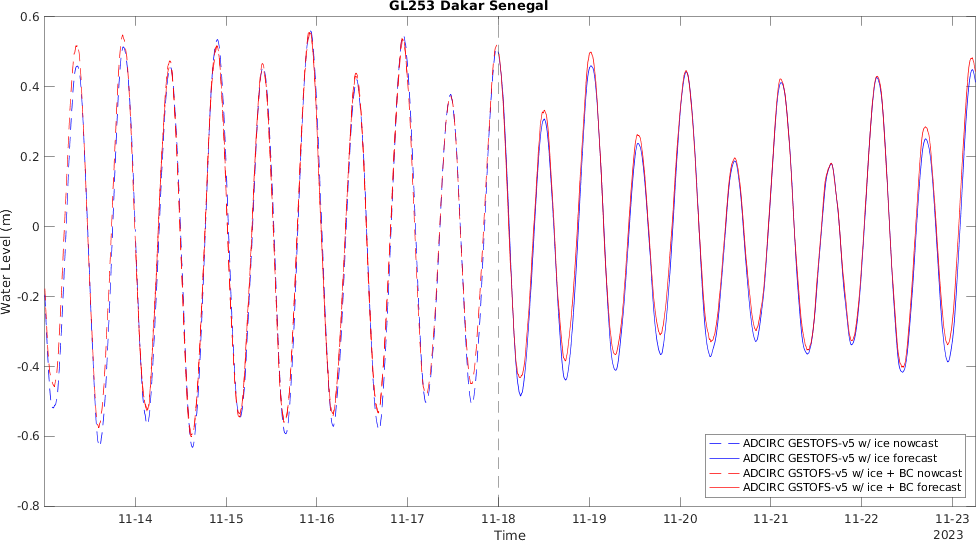 GL253 Dakar Senegal
Water Level (m)
0.6
0.4
0.2
0
-0.2
-0.4
-0.6
-0.8
ADCIRC GESTOFS-v5 w/ ice nowcast
ADCIRC GESTOFS-v5 w/ ice forecast
ADCIRC GSTOFS-v5 w/ ice + BC nowcast
ADCIRC GSTOFS-v5 w/ ice + BC forecast
11-14 11-15 11-16 11-17 11-18 11-19 11-20 11-21 11-22 11-23
Time
2023